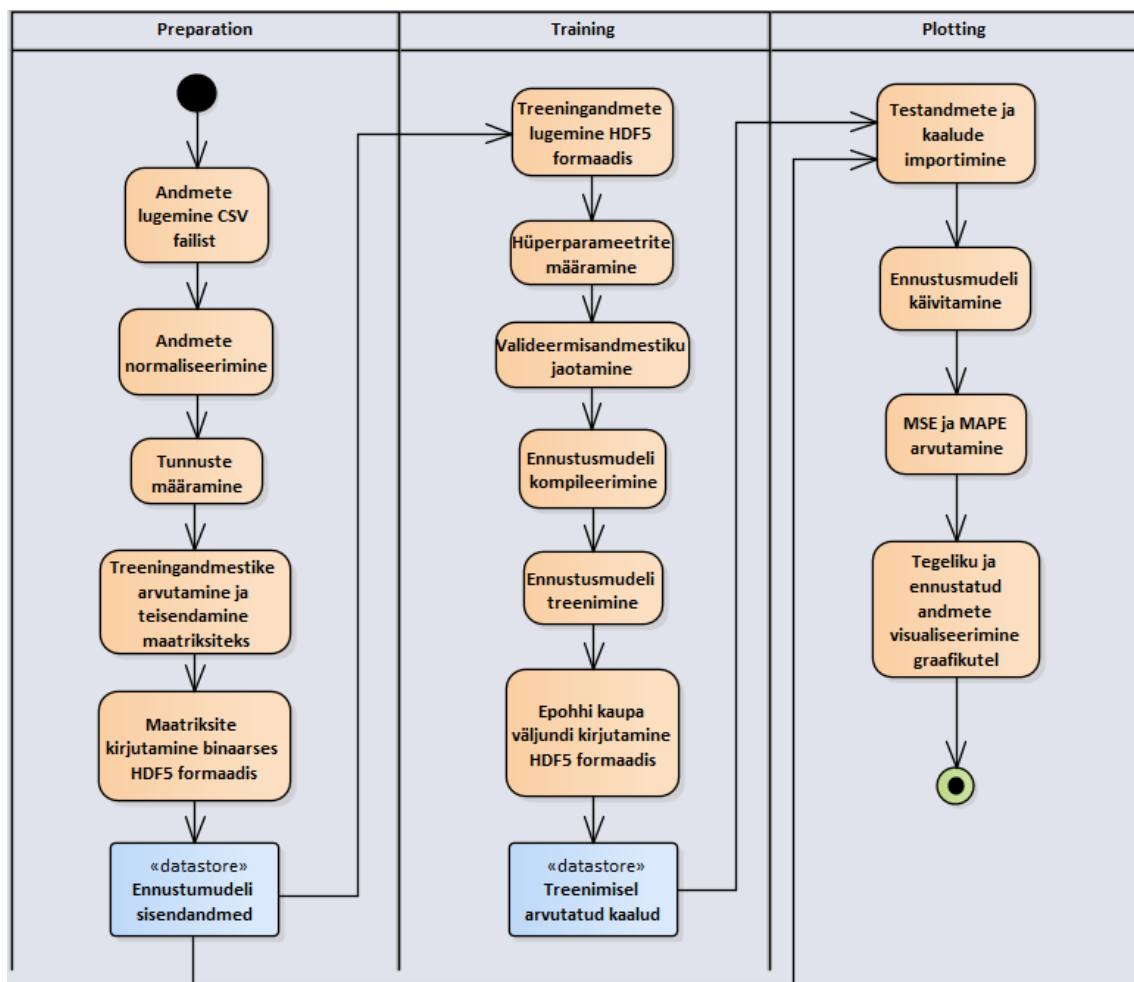 Preparation
Training
Plotting
Andmete
lugemine CSV
failist
Andmete
normaliseerimine
Tunnuste
määramine
Treeningandmestike
arvutamine ja
teisendamine
maatriksiteks
Maatriksite
kirjutamine binaarses
HDF5 formaadis
«datastore»
Ennustumudeli
sisendandmed
Treeningandmete
lugemine HDF5
formaadis
Hüperparameetrite
määramine
Valideermisandmestiku
jaotamine
Ennustusmudeli
kompileerimine
Ennustusmudeli
treenimine
Epohhi kaupa
väljundi kirjutamine
HDF5 formaadis
«datastore»
Treenimisel
arvutatud kaalud
Testandmete ja
kaalude
importimine
Ennustusmudeli
käivitamine
MSE ja MAPE
arvutamine
Tegeliku ja
ennustatud
andmete
visualiseerimine
graafikutel